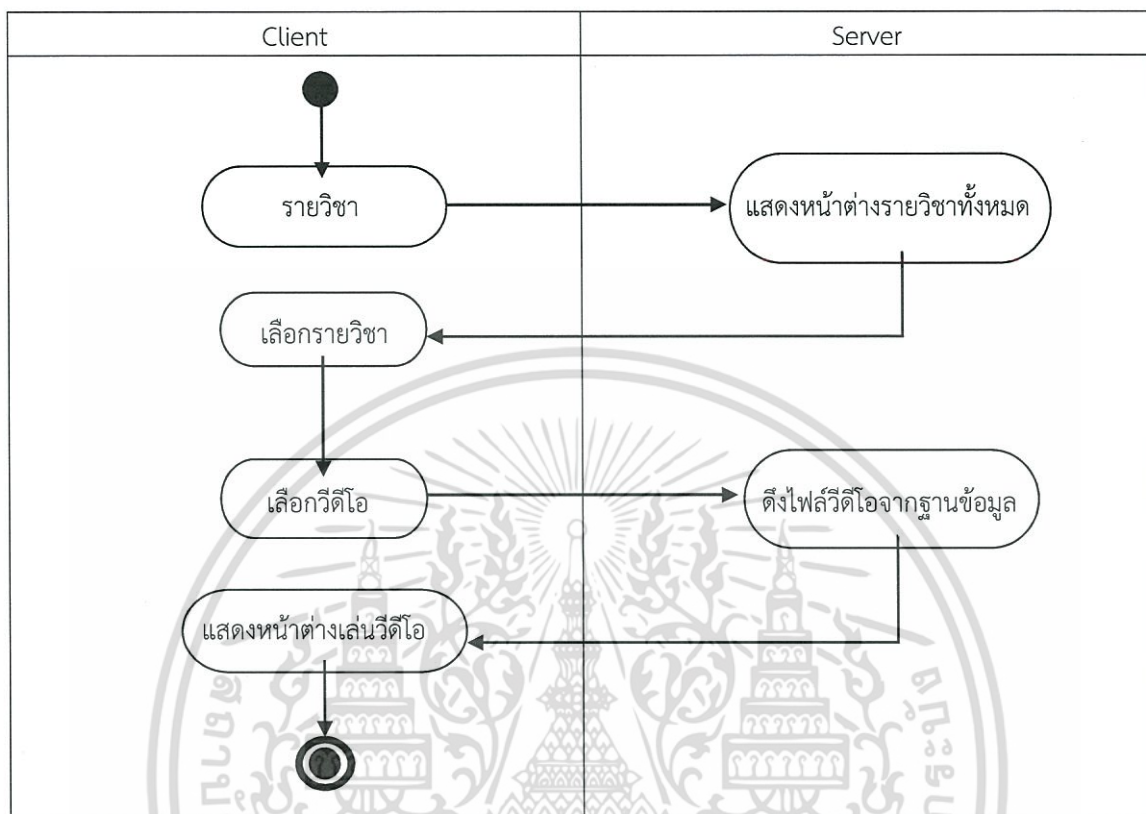 Client
Server
รายวิชา
แสดงหน้าต่างรายวิชาทั้งหมด
เลือกรายวิชา
เลือกวีดีโอ
ดึงไฟล์วีดีโอจากฐานข้อมูล
แสดงหน้าต่างเล่นวีดีโอ